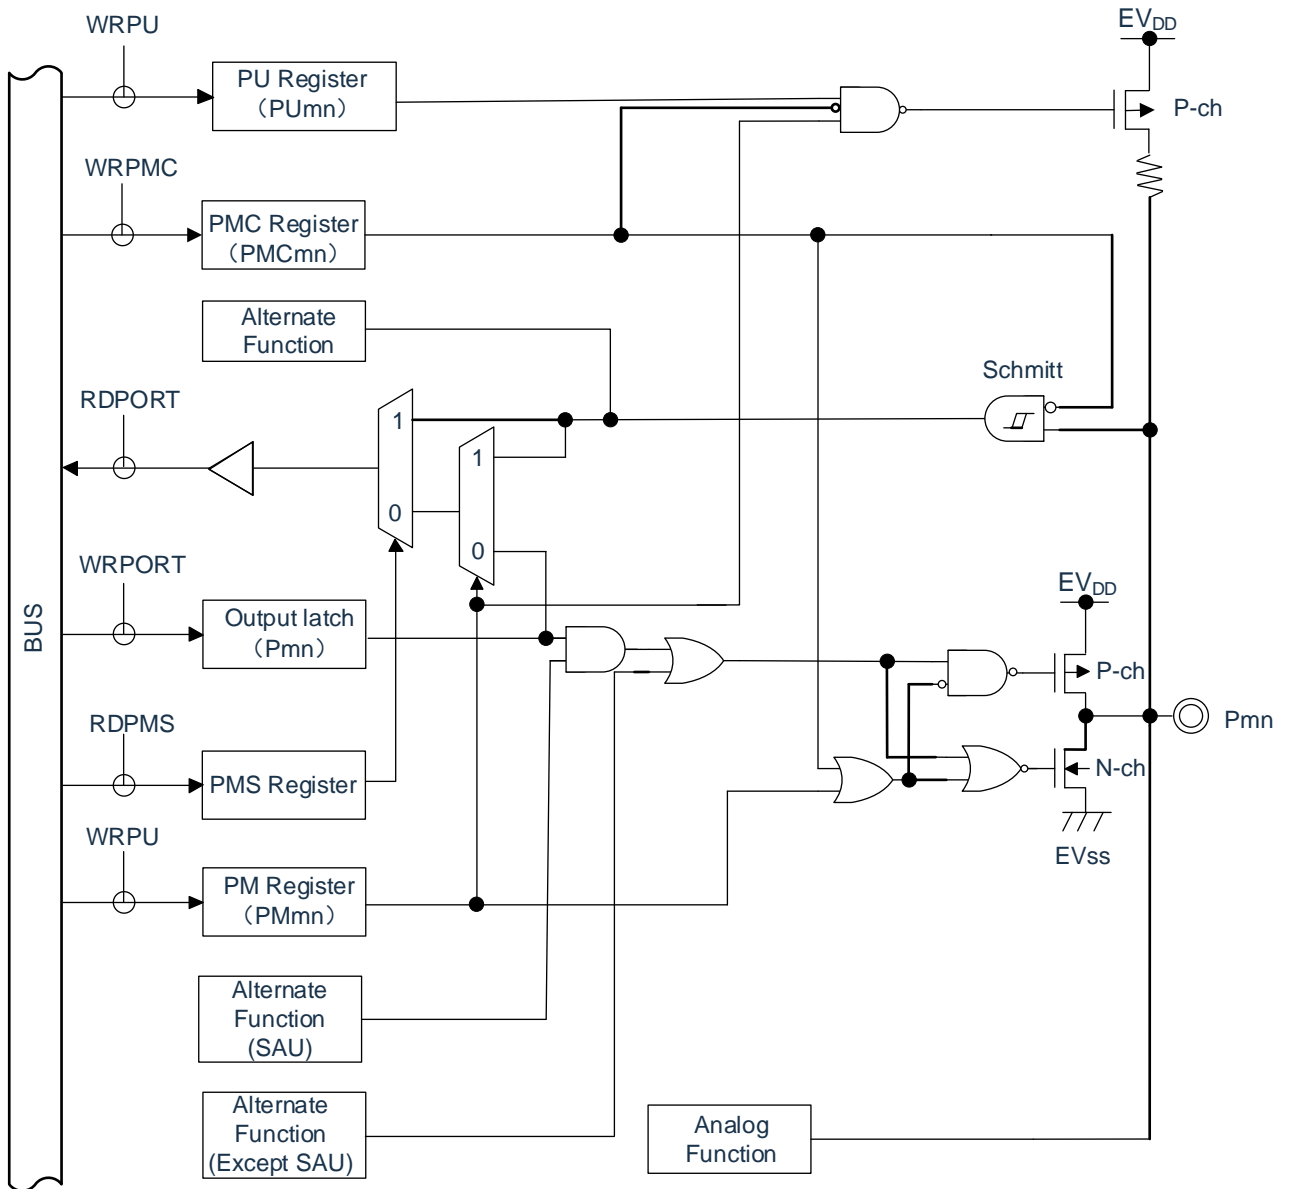 WRPU
EVDD
PU Register
（PUmn）
P-ch
WRPMC
PMC Register
（PMCmn）
Alternate
Function
Schmitt
RDPORT
1
1
0
0
WRPORT
EVDD
BUS
Output latch
（Pmn）
P-ch
RDPMS
Pmn
PMS Register
N-ch
WRPU
EVss
PM Register
（PMmn）
Alternate
Function
(SAU)
Alternate
Function
(Except SAU)
Analog
Function